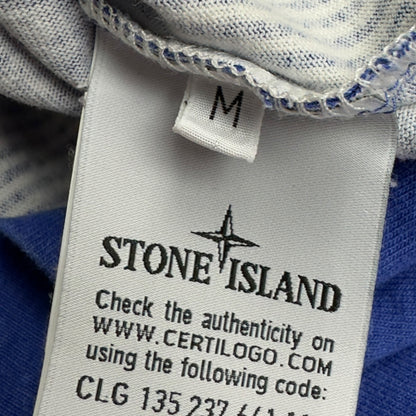 M
STONE ISLAND
Check the authenticity on
WWW.CERTILOGO.COM
using the following code:
CLG 135 237